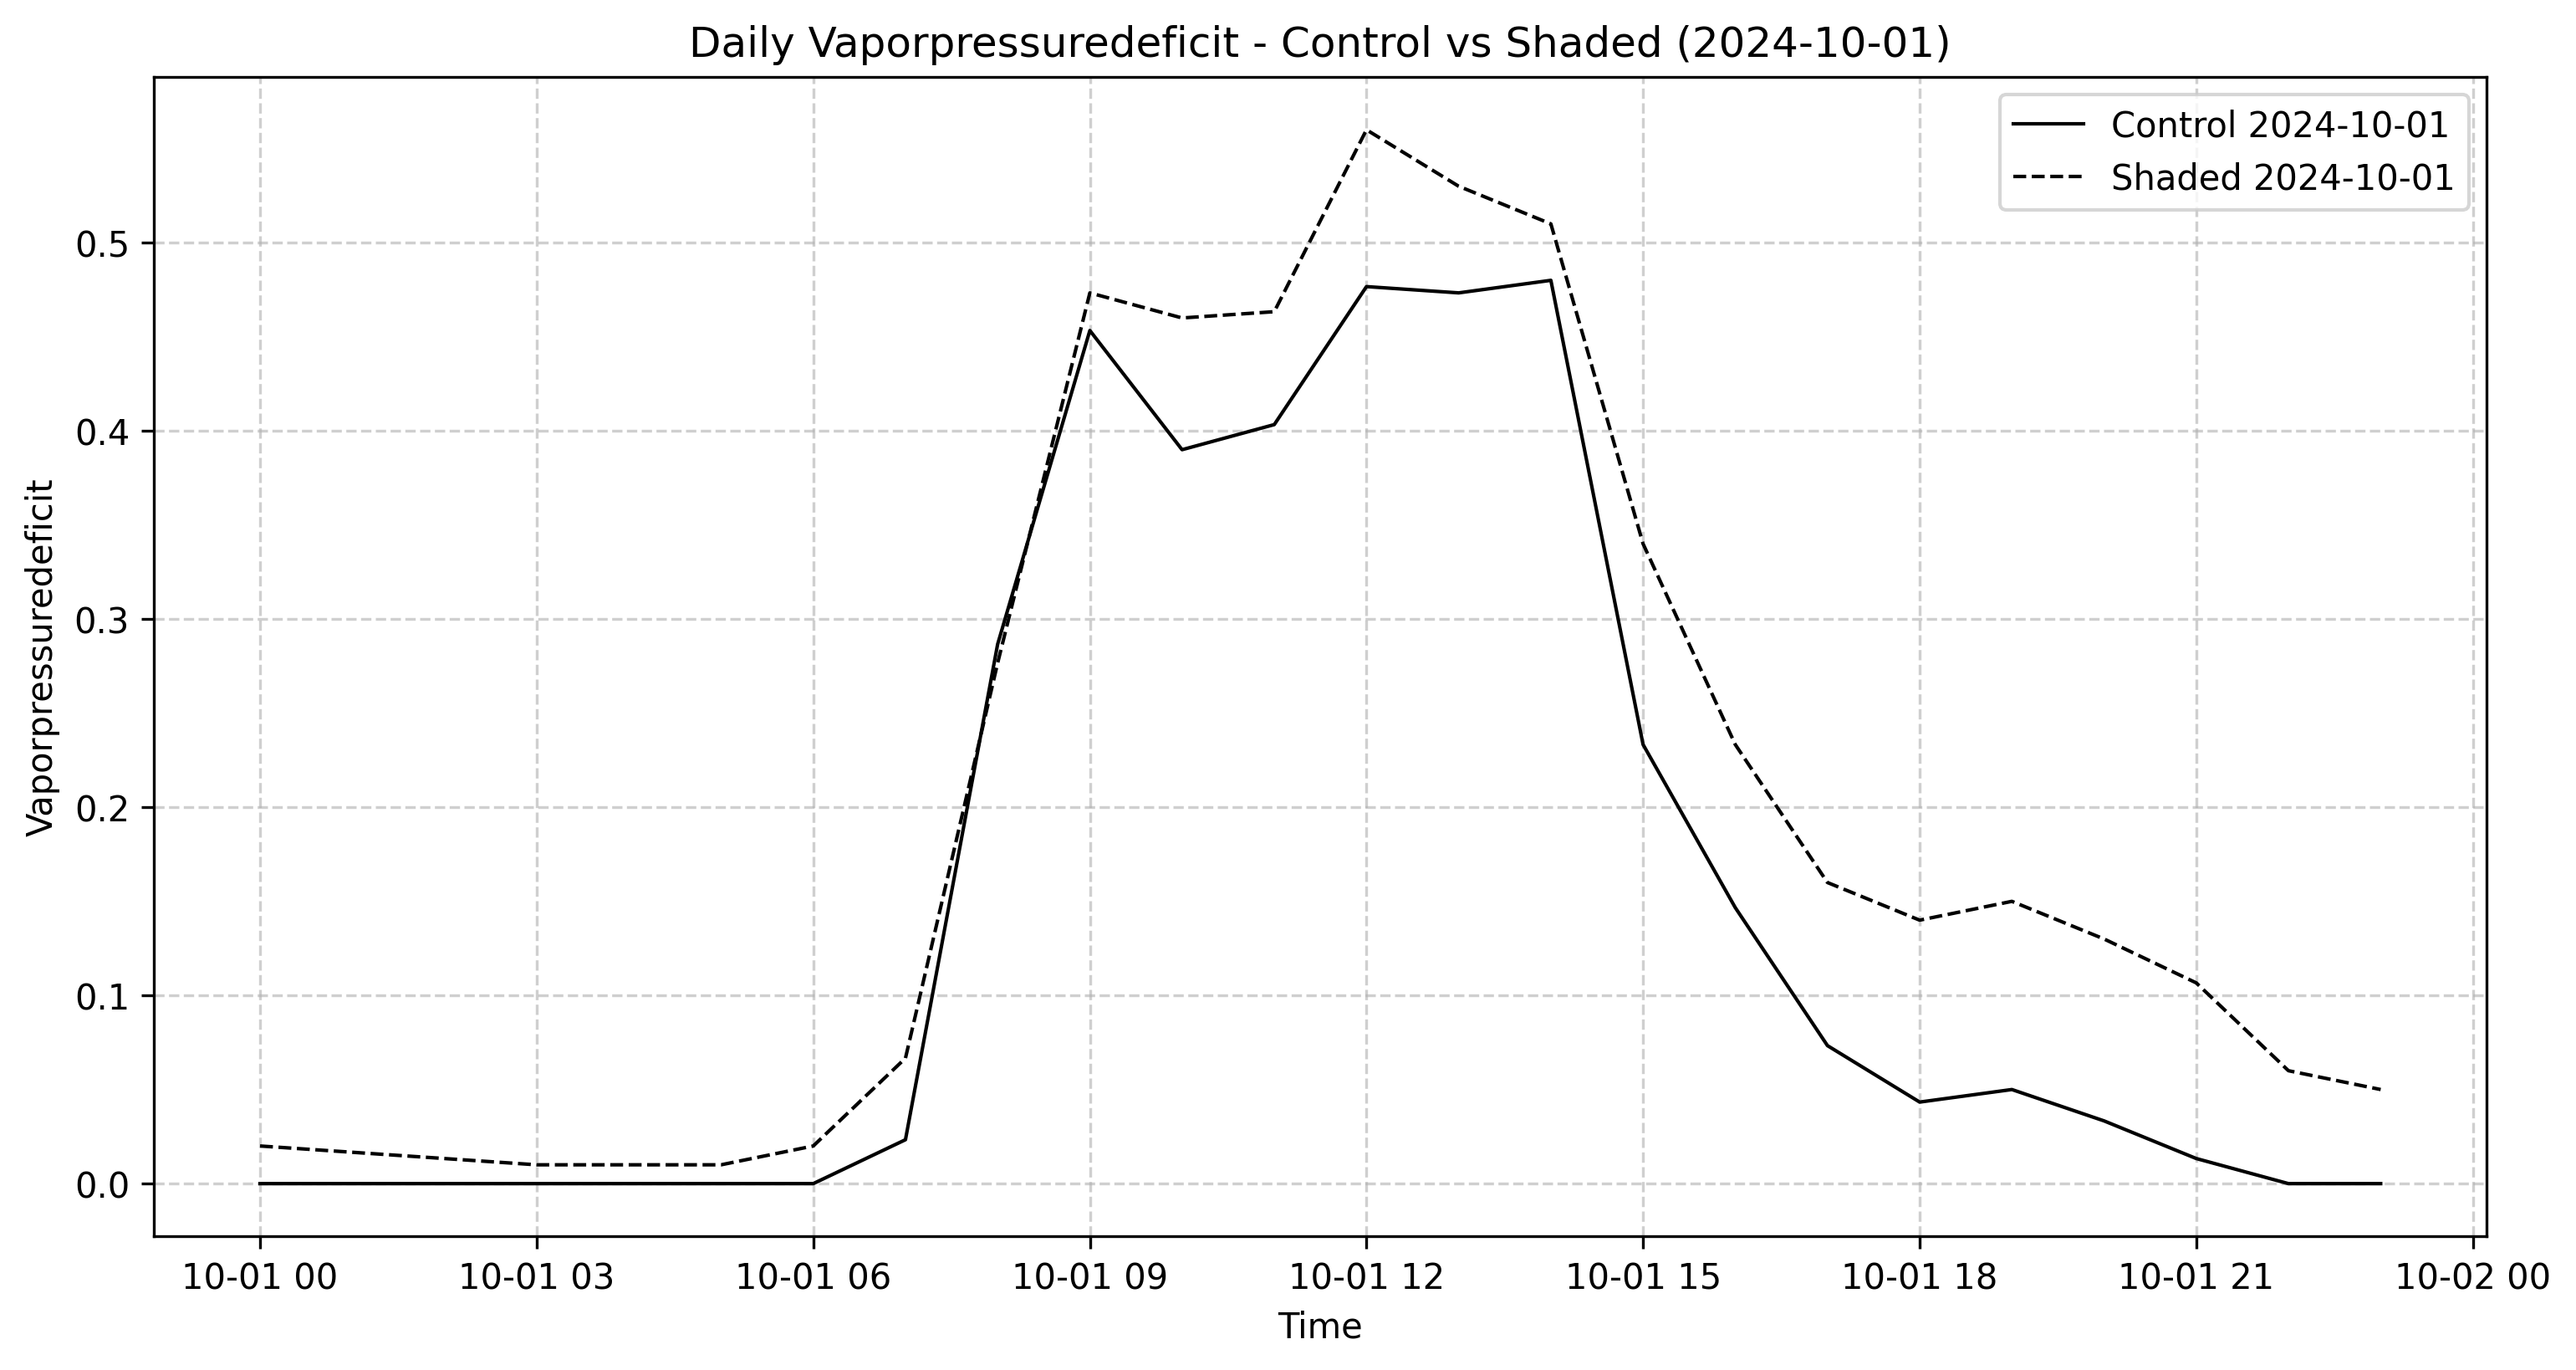 Daily Vaporpressuredeficit - Control vs Shaded (2024-10-01)
Control 2024-10-01
Shaded 2024-10-01
Vaporpressuredeficit
0.5
0.4
0.3
0.2
0.1
0.0
10-01 00 10-01 03 10-01 06 10-01 09 10-01 12 10-01 15 10-01 18 10-01 21 10-02 00
Time